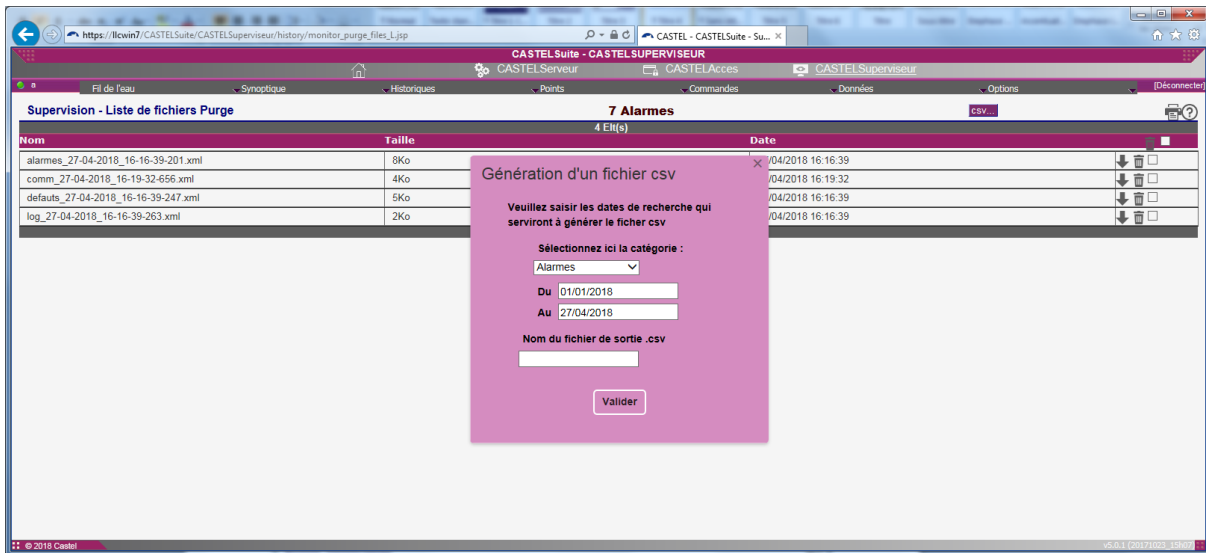 https://llcwin7/CASTELSuite/CASTELSuperviseur/history/monitor_purge_files_L.jsp
CASTEL - CASTELSuite - Su...
CASTELSuite - CASTELSUPERVISEUR
CASTELServeur CASTELAcces CASTELSuperviseur
a Fil de l'eau Synoptique Historiques Points Commandes Données Options [Déconnecter]
Supervision - Liste de fichiers Purge 7 Alarmes csv...
4 Elt(s)
Nom Taille Date
alarmes_27-04-2018_16-16-39-201.xml 8Ko /04/2018 16:16:39
comm_27-04-2018_16-19-32-656.xml 4Ko /04/2018 16:19:32
defauts_27-04-2018_16-16-39-247.xml 5Ko /04/2018 16:16:39
log_27-04-2018_16-16-39-263.xml 2Ko /04/2018 16:16:39
Génération d'un fichier csv
Veuillez saisir les dates de recherche qui
serviront à générer le ficher csv
Sélectionnez ici la catégorie :
Alarmes
Du 01/01/2018
Au 27/04/2018
Nom du fichier de sortie .csv
Valider
© 2018 Castel v5.0.1 (20171023_15h07)